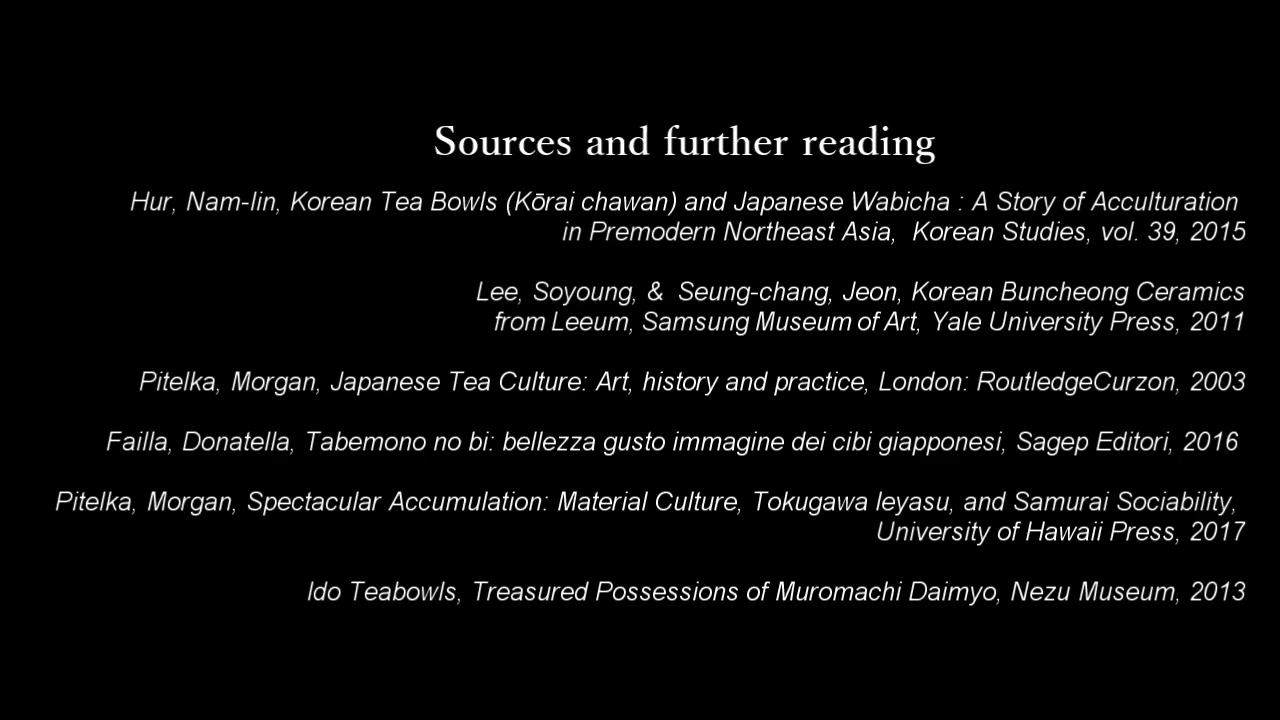 Sources and further reading
Hur, Nam-lin, Korean Tea Bowls (Kōrai chawan) and Japanese Wabicha : A Story of Acculturation
in Premodern Northeast Asia, Korean Studies, vol. 39, 2015
Lee, Soyoung, & Seung-chang, Jeon, Korean Buncheong Ceramics
from Leeum, Samsung Museum of Art, Yale University Press, 2011
Pitelka, Morgan, Japanese Tea Culture: Art, history and practice, London: RoutledgeCurzon, 2003
Failla, Donatella, Tabemono no bi: bellezza gusto immagine dei cibi giapponesi, Sagep Editori, 2016
Pitelka, Morgan, Spectacular Accumulation: Material Culture, Tokugawa Ieyasu, and Samurai Sociability,
University of Hawaii Press, 2017
Ido Teabowls, Treasured Possessions of Muromachi Daimyo, Nezu Museum, 2013